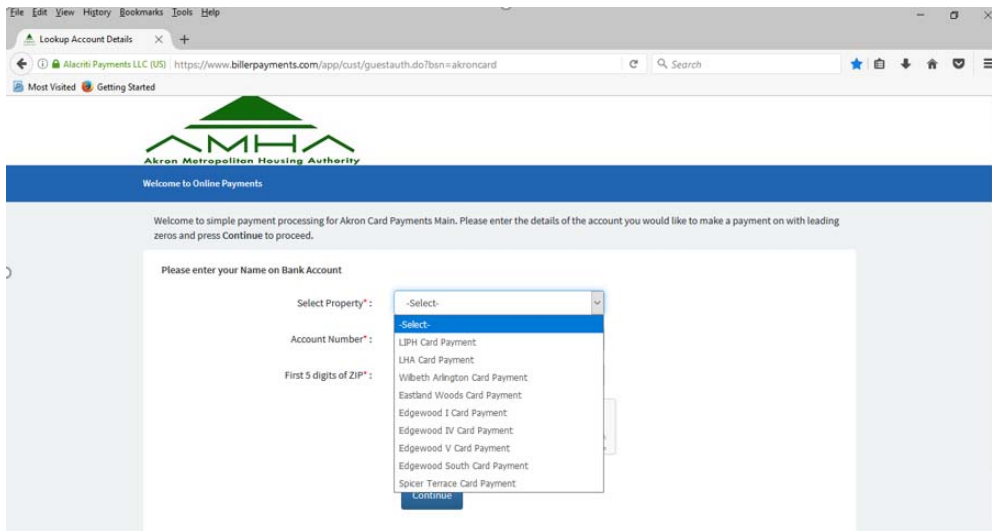 File Edit View History Bookmarks Tools Help
Lookup Account Details
Alacriti Payments LLC (US) https://www.billerpayments.com/app/cust/guestauth.do?bsn=akroncard Search
Most Visited Getting Started
AMHA
Akron Metropolitan Housing Authority
Welcome to Online Payments
Welcome to simple payment processing for Akron Card Payments Main. Please enter the details of the account you would like to make a payment on with leading
zeros and press Continue to proceed.
Please enter your Name on Bank Account
Select Property*: -Select-
-Select-
Account Number*: LIPH Card Payment
LHA Card Payment
First 5 digits of ZIP*: Wilbeth Arlington Card Payment
Eastland Woods Card Payment
Edgewood I Card Payment
Edgewood IV Card Payment
Edgewood V Card Payment
Edgewood South Card Payment
Spicer Terrace Card Payment
Continue